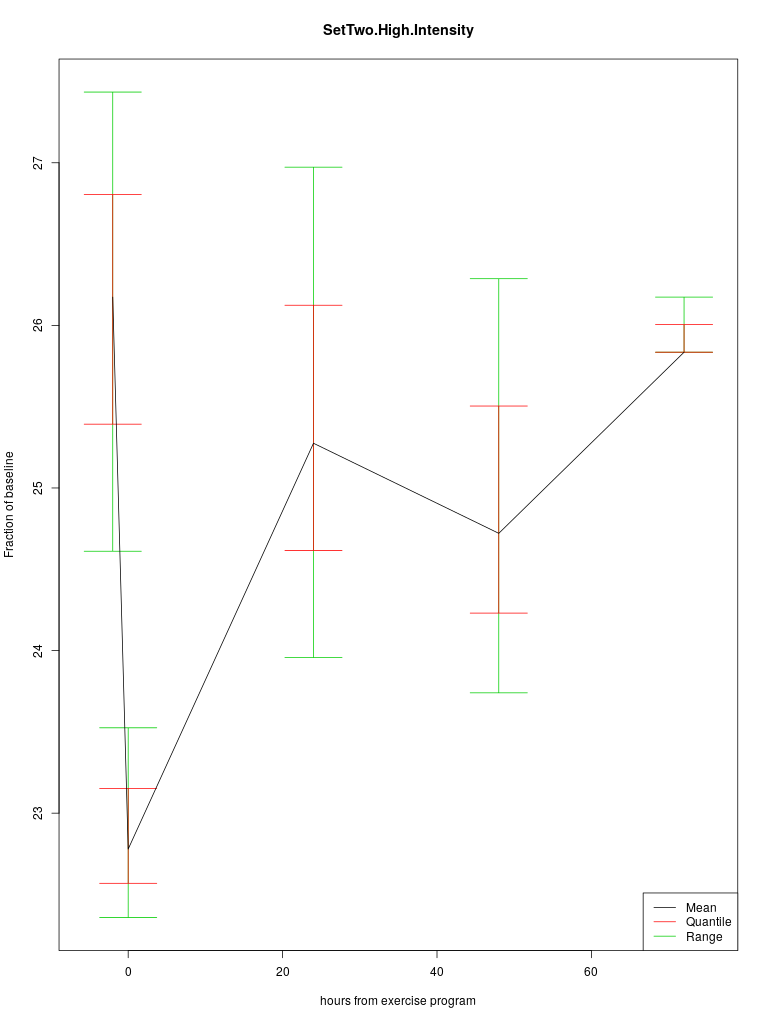 SetTwo.High.Intensity
27
26
25
24
23
Fraction of baseline
0 20 40 60
hours from exercise program
Mean
Quantile
Range